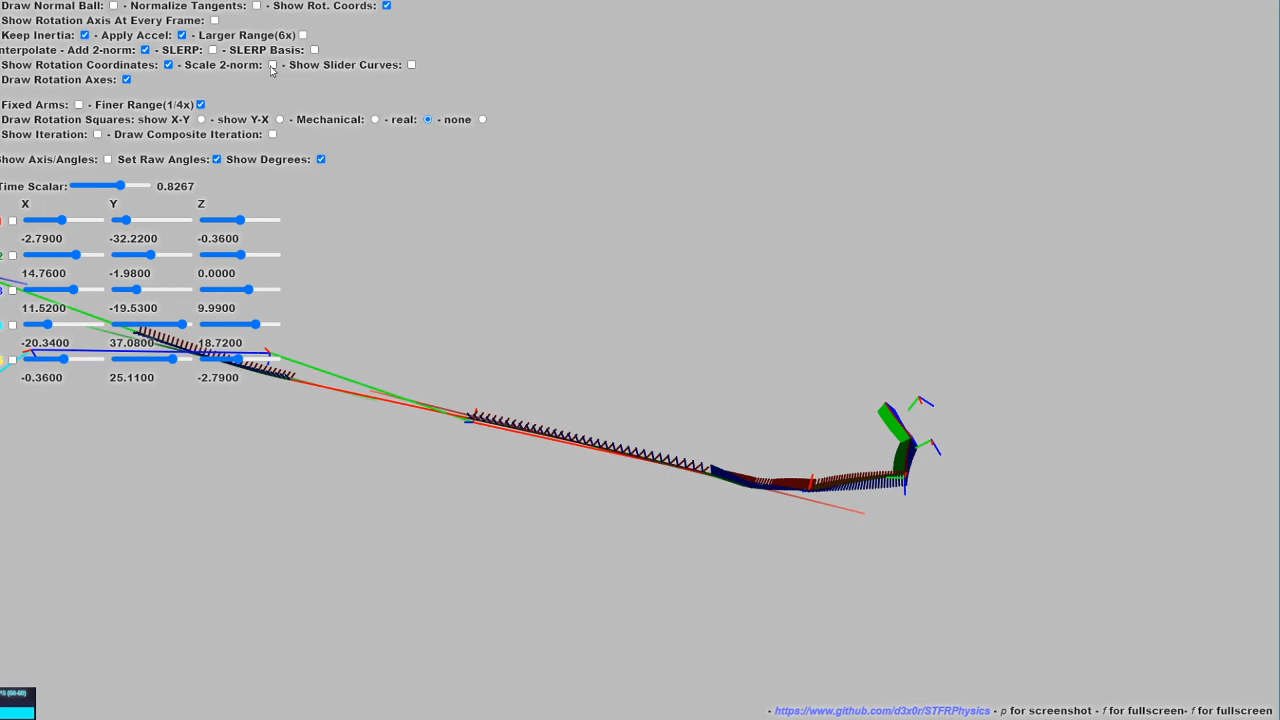 Draw Normal Ball: - Normalize Tangents: - Show Rot. Coords:
Show Rotation Axis At Every Frame:
Keep Inertia: - Apply Accel: - Larger Range(6x)
nterpolate - Add 2-norm: - SLERP: - SLERP Basis:
Show Rotation Coordinates: - Scale 2-norm: - Show Slider Curves:
Draw Rotation Axes:
Fixed Arms: - Finer Range(1/4x)
Draw Rotation Squares: show X-Y - show Y-X - Mechanical: - real: - none
Show Iteration: - Draw Composite Iteration:
Show Axis/Angles: Set Raw Angles: Show Degrees:
Time Scalar: 0.8267
X Y Z
-2.7900 -32.2200 -0.3600
2
14.7600 -1.9800 0.0000
3
11.5200 -19.5300 9.9900
-20.3400 37.0800 18.7200
-0.3600 25.1100 -2.7900
- https://www.github.com/d3x0r/STFRPhysics - p for screenshot - f for fullscreen- f for fullscreen